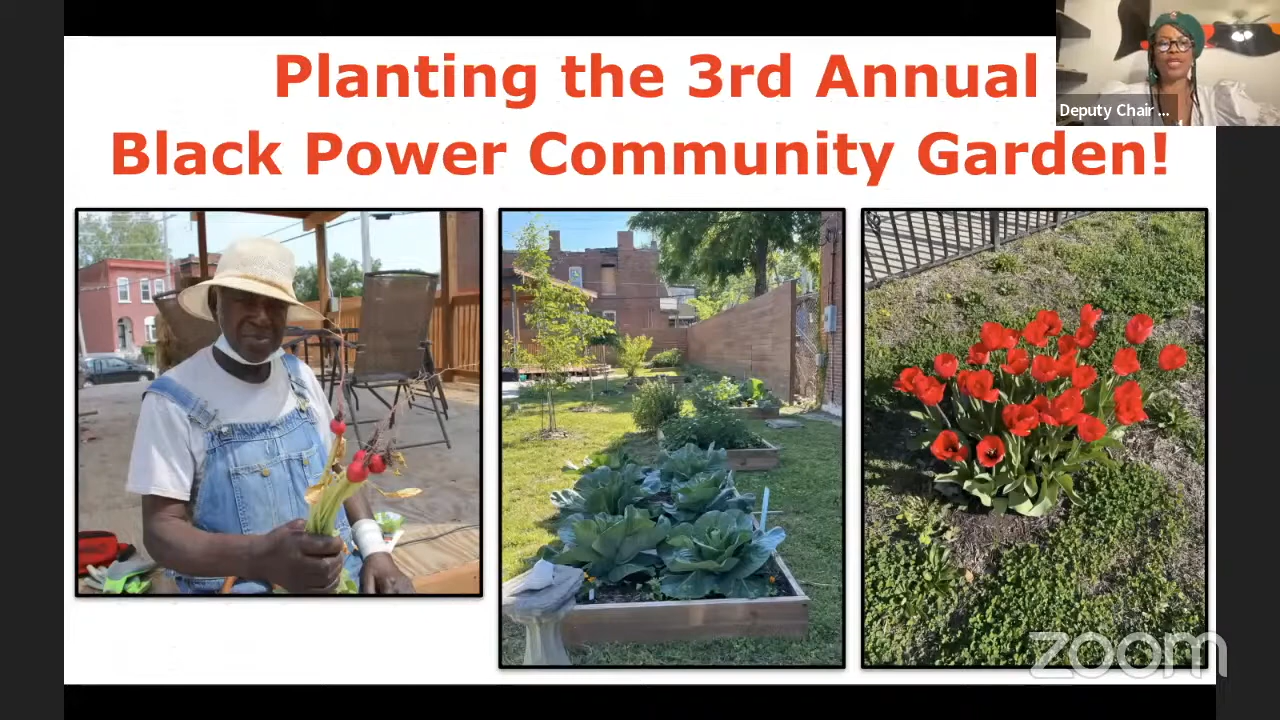 Planting the 3rd Annual
Black Power Community Garden!
Deputy Chair ...
zoom